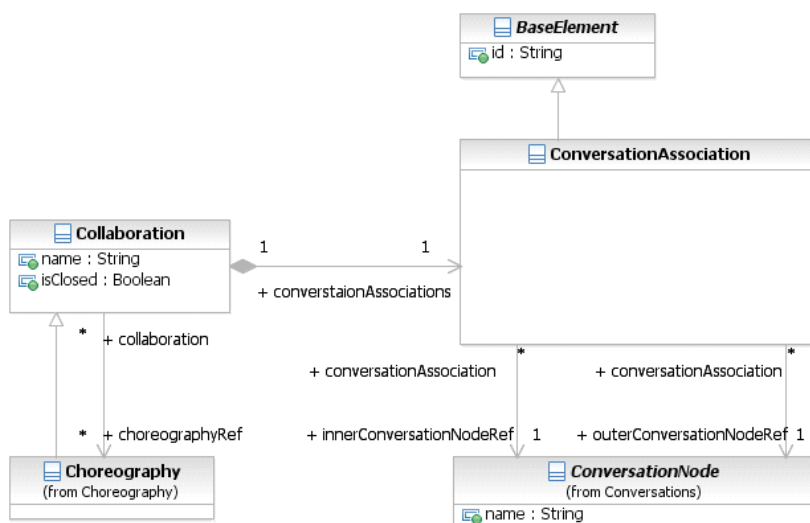 BaseElement
id : String
ConversationAssociation
Collaboration
name : String
isClosed : Boolean
1 1
+ converstaionAssociations
* + collaboration
* + choreographyRef
Choreography
(from Choreography)
* *
+ conversationAssociation + conversationAssociation
+ innerConversationNodeRef 1 + outerConversationNodeRef 1
ConversationNode
(from Conversations)
name : String